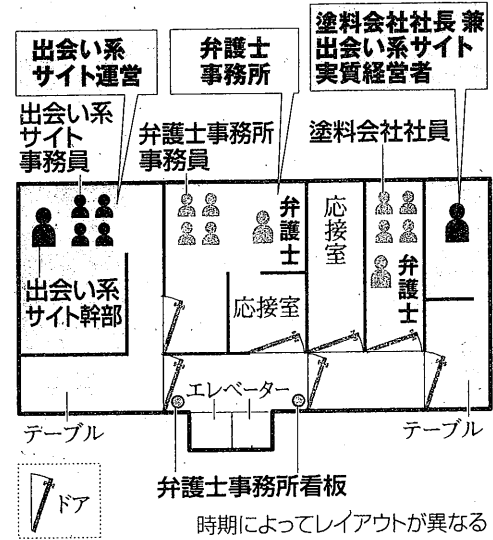 出会い系
サイト運営
弁護士
事務所
塗料会社社長 兼
出会い系サイト
実質経営者
出会い系
サイト
事務員
弁護士事務所
事務員
塗料会社社員
弁護士
応接室
弁護士
出会い系
サイト幹部
応接室
エレベーター
テーブル
テーブル
弁護士事務所看板
ドア
時期によってレイアウトが異なる